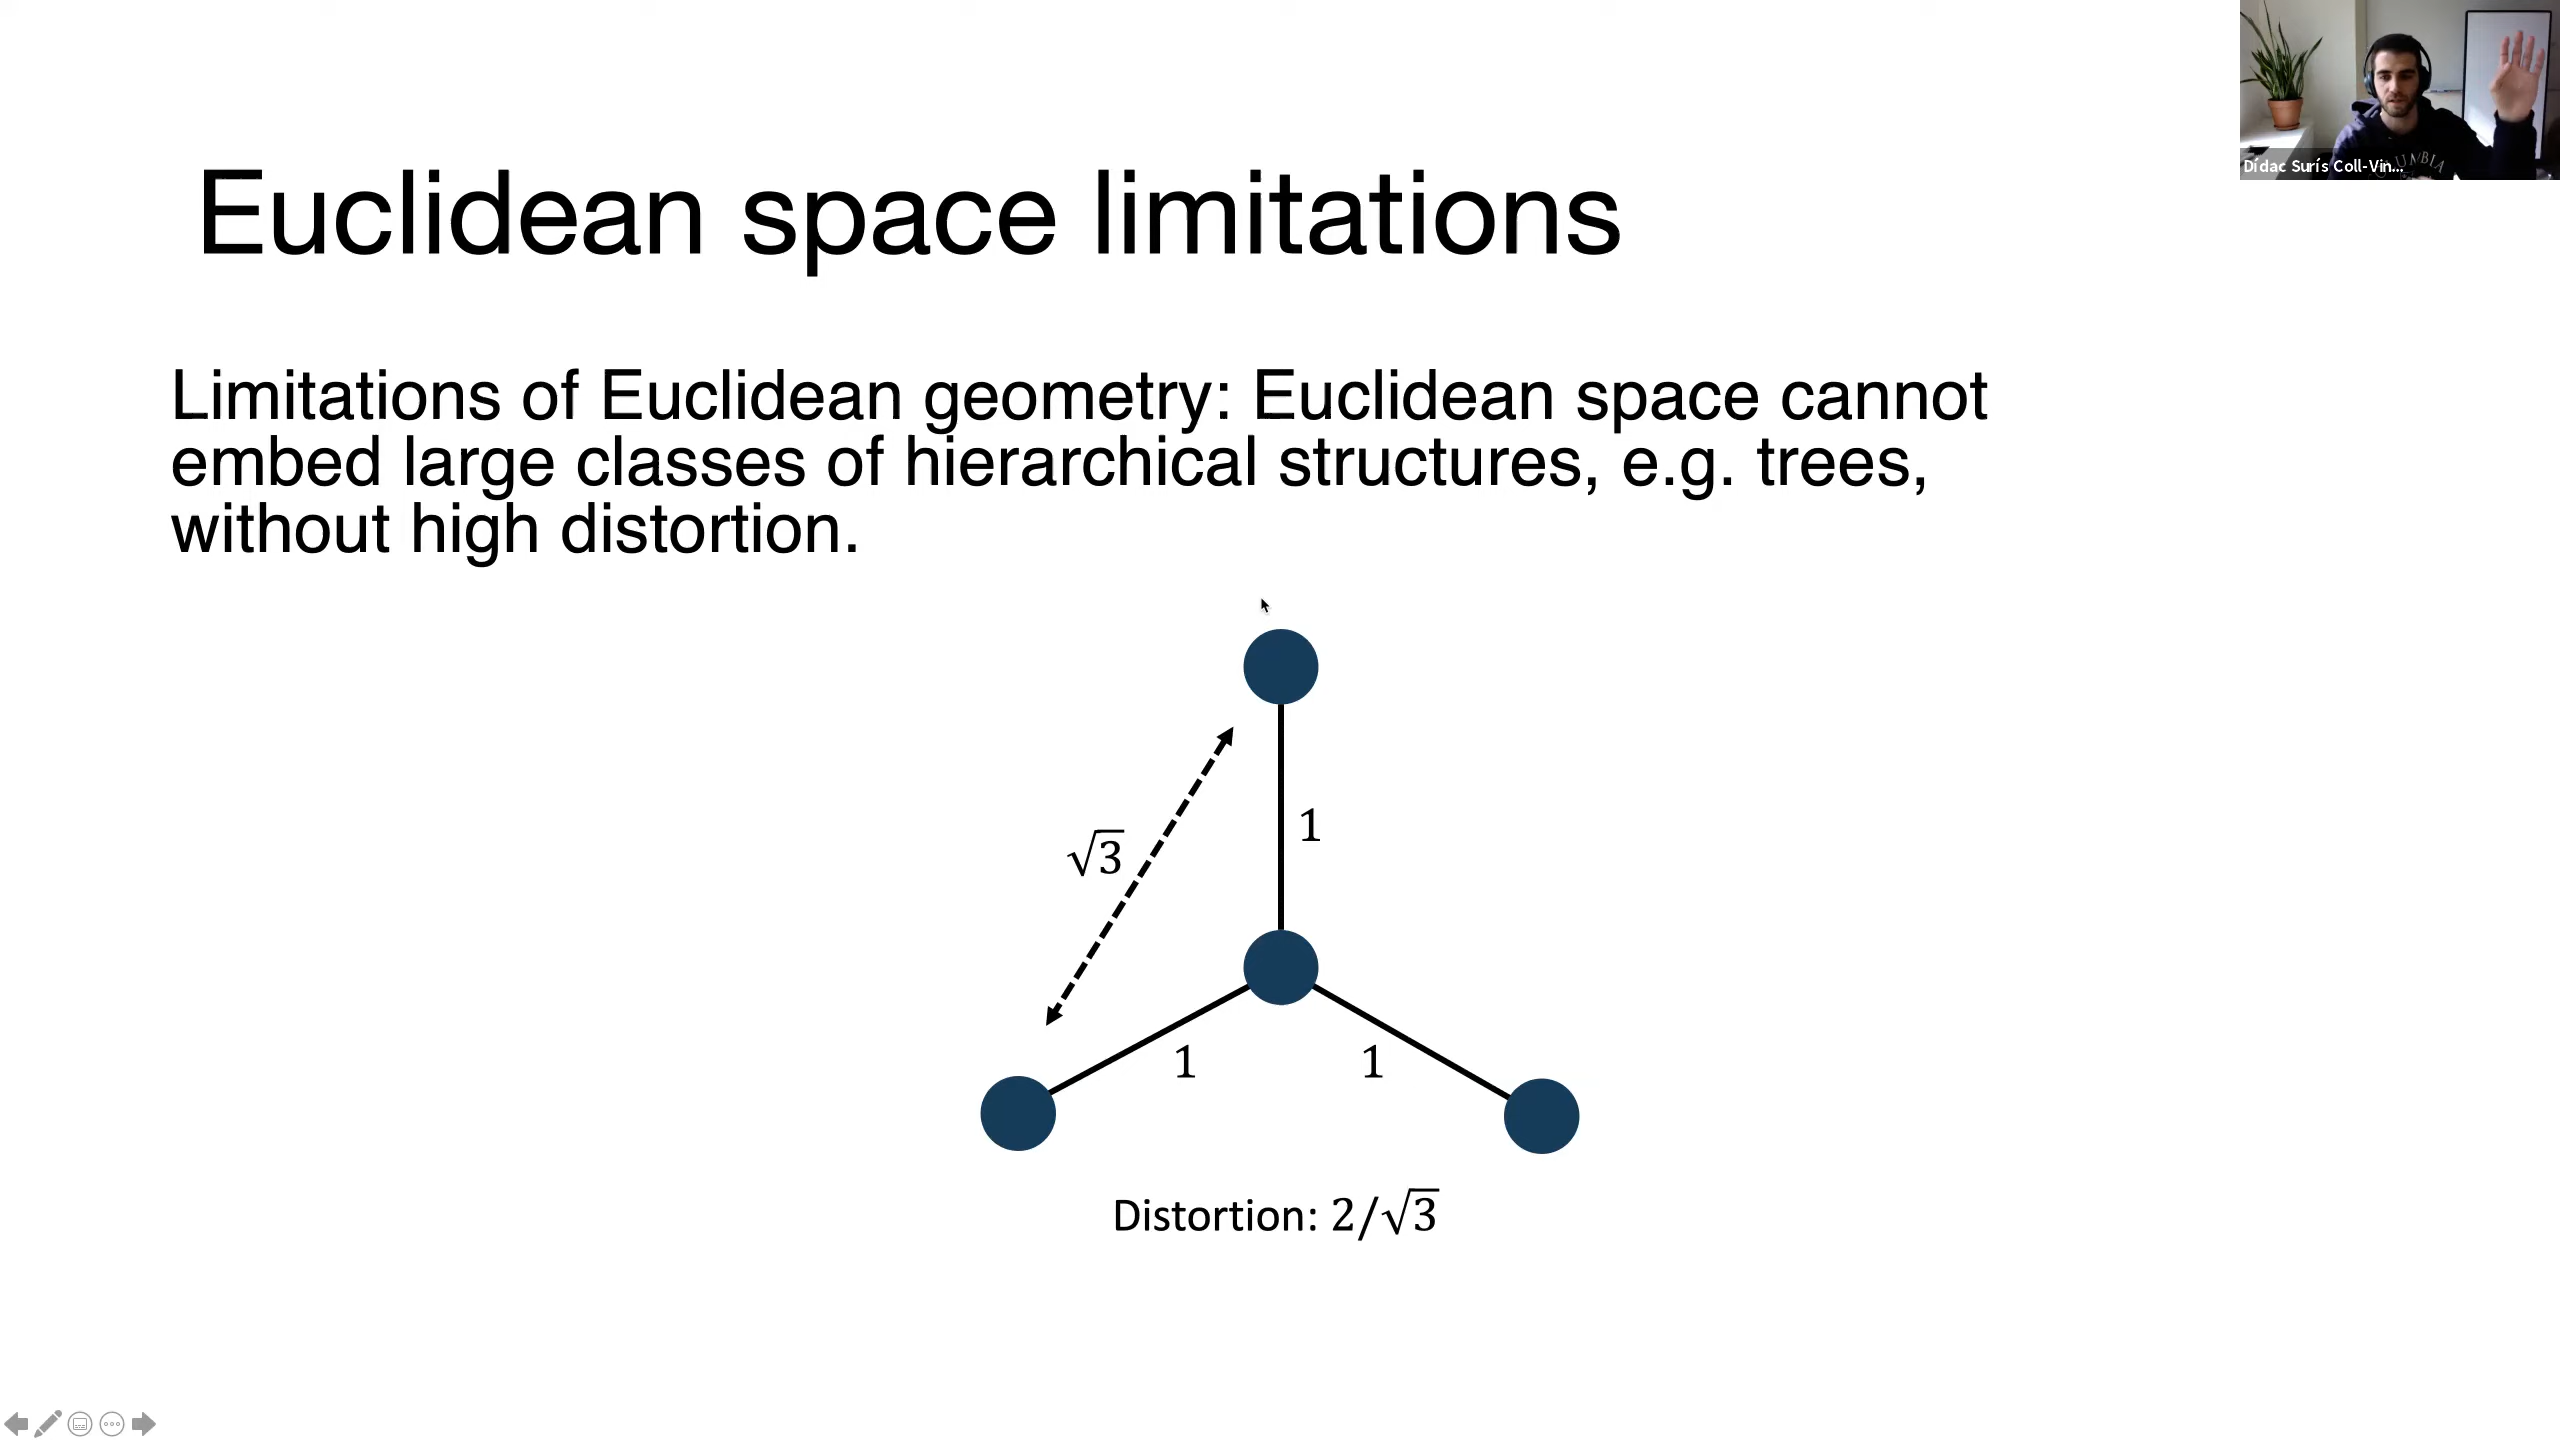 Euclidean space limitations
Limitations of Euclidean geometry: Euclidean space cannot
embed large classes of hierarchical structures, e.g. trees,
without high distortion.
√3
1
1
1
Distortion: 2/√3
Dídac Surís Coll-Vin...
UMBIA